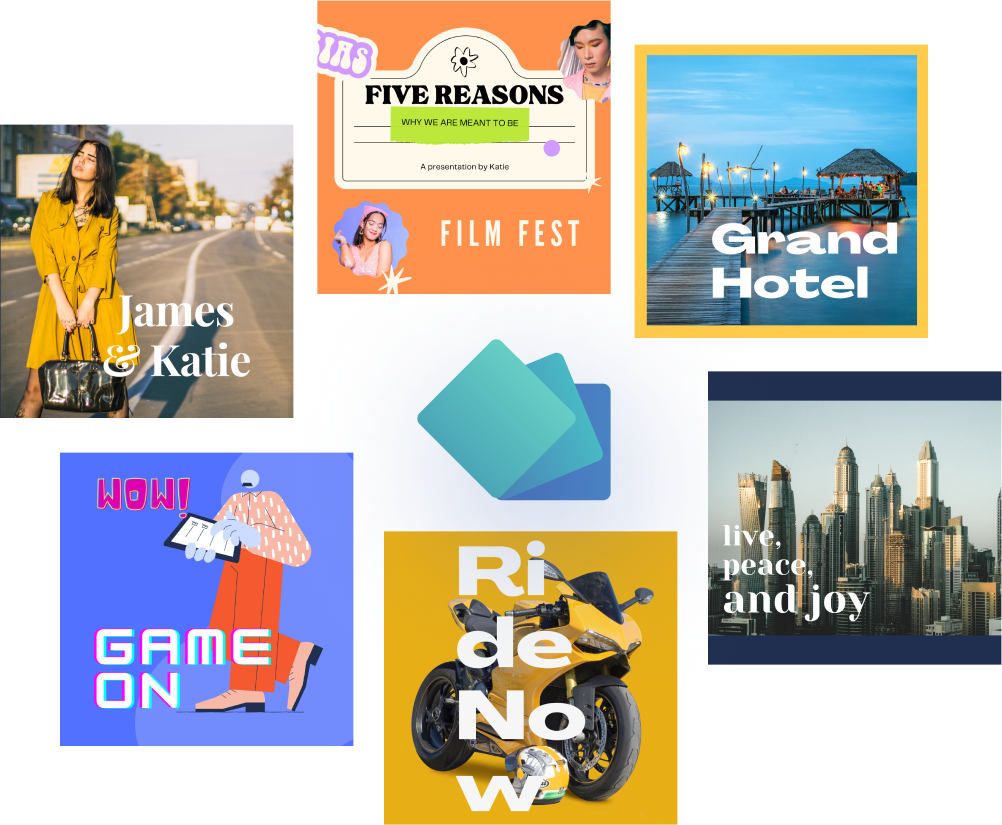 IAS
FIVE REASONS
WHY WE ARE MEANT TO BE
A presentation by Katie
FILM FEST
Grand
Hotel
James
& Katie
live,
peace,
and joy
WOW!
GAME
ON
Ri
de
No
w